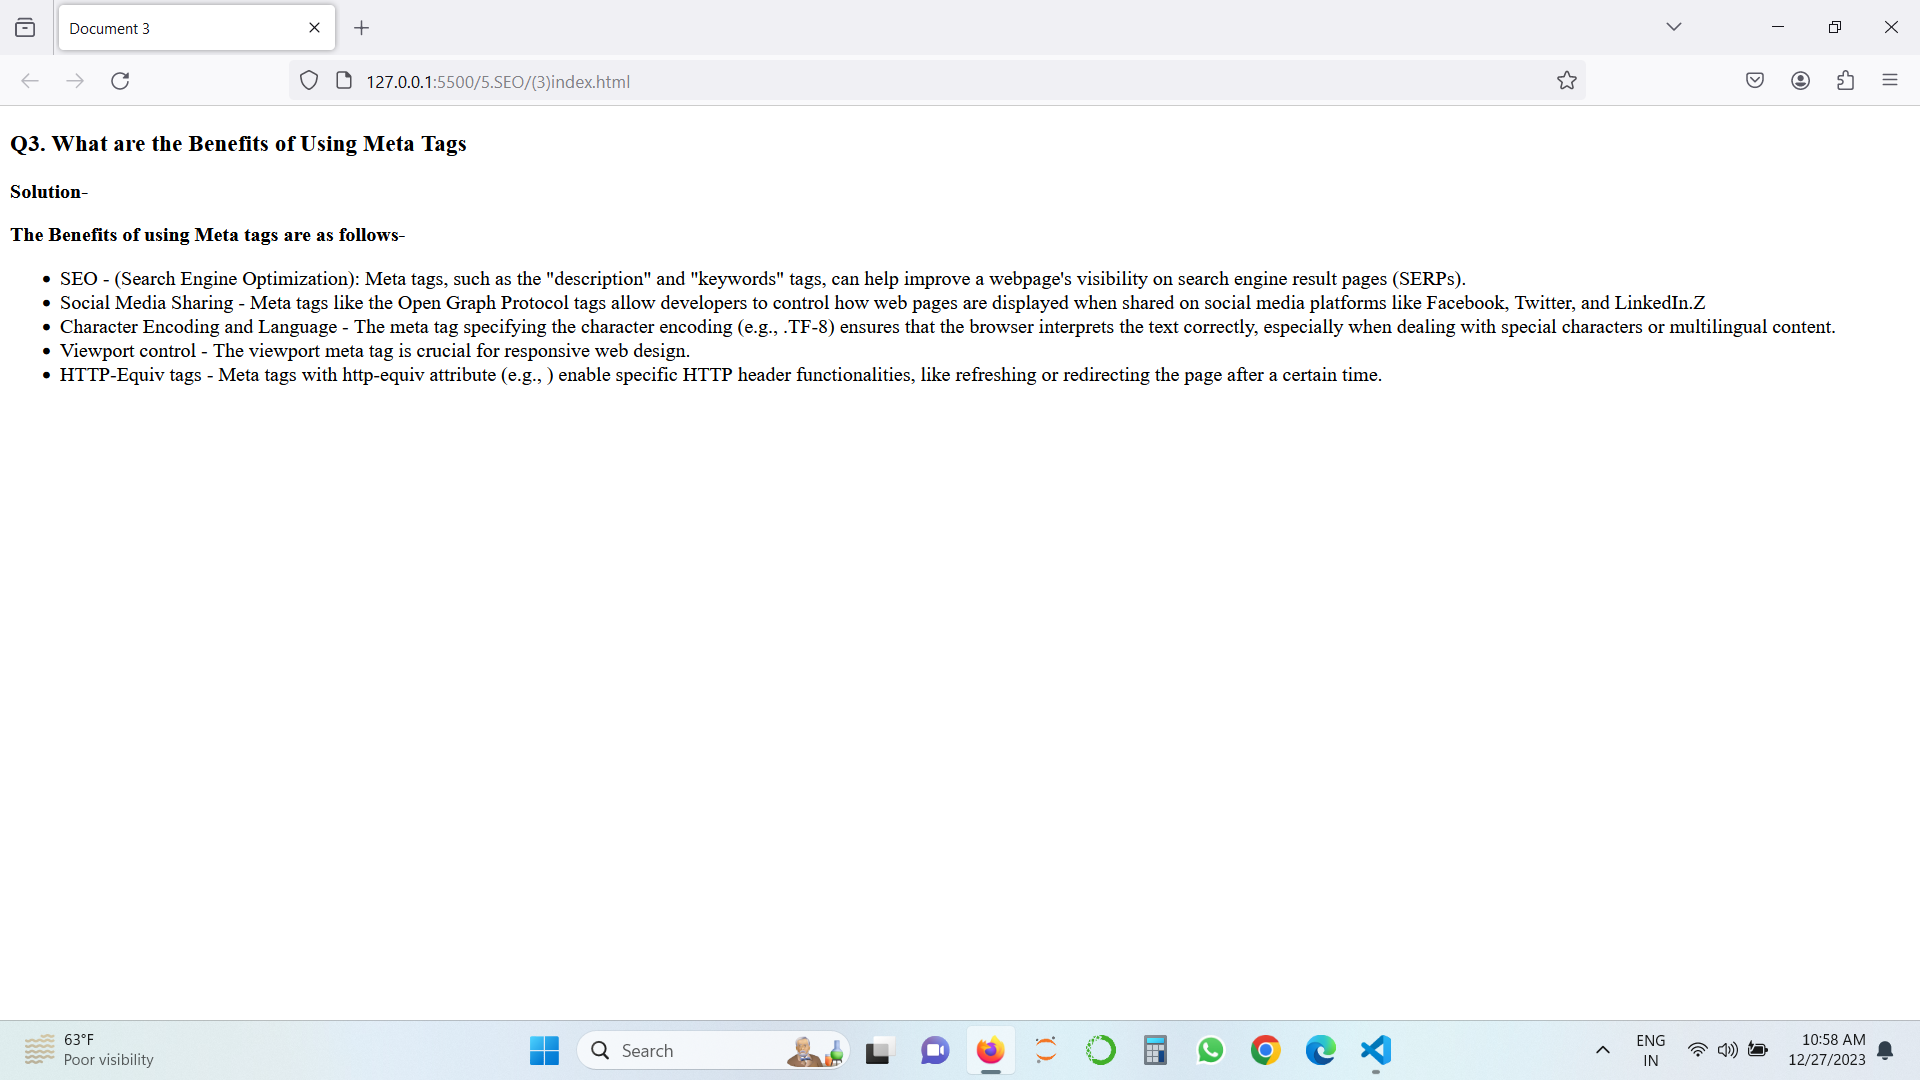 Document 3
127.0.0.1:5500/5.SEO/(3)index.html
Q3. What are the Benefits of Using Meta Tags
Solution-
The Benefits of using Meta tags are as follows-
SEO - (Search Engine Optimization): Meta tags, such as the "description" and "keywords" tags, can help improve a webpage's visibility on search engine result pages (SERPs).
Social Media Sharing - Meta tags like the Open Graph Protocol tags allow developers to control how web pages are displayed when shared on social media platforms like Facebook, Twitter, and LinkedIn.Z
Character Encoding and Language - The meta tag specifying the character encoding (e.g., .TF-8) ensures that the browser interprets the text correctly, especially when dealing with special characters or multilingual content.
Viewport control - The viewport meta tag is crucial for responsive web design.
HTTP-Equiv tags - Meta tags with http-equiv attribute (e.g., ) enable specific HTTP header functionalities, like refreshing or redirecting the page after a certain time.
63°F
Poor visibility
Search
ENG
IN
10:58 AM
12/27/2023